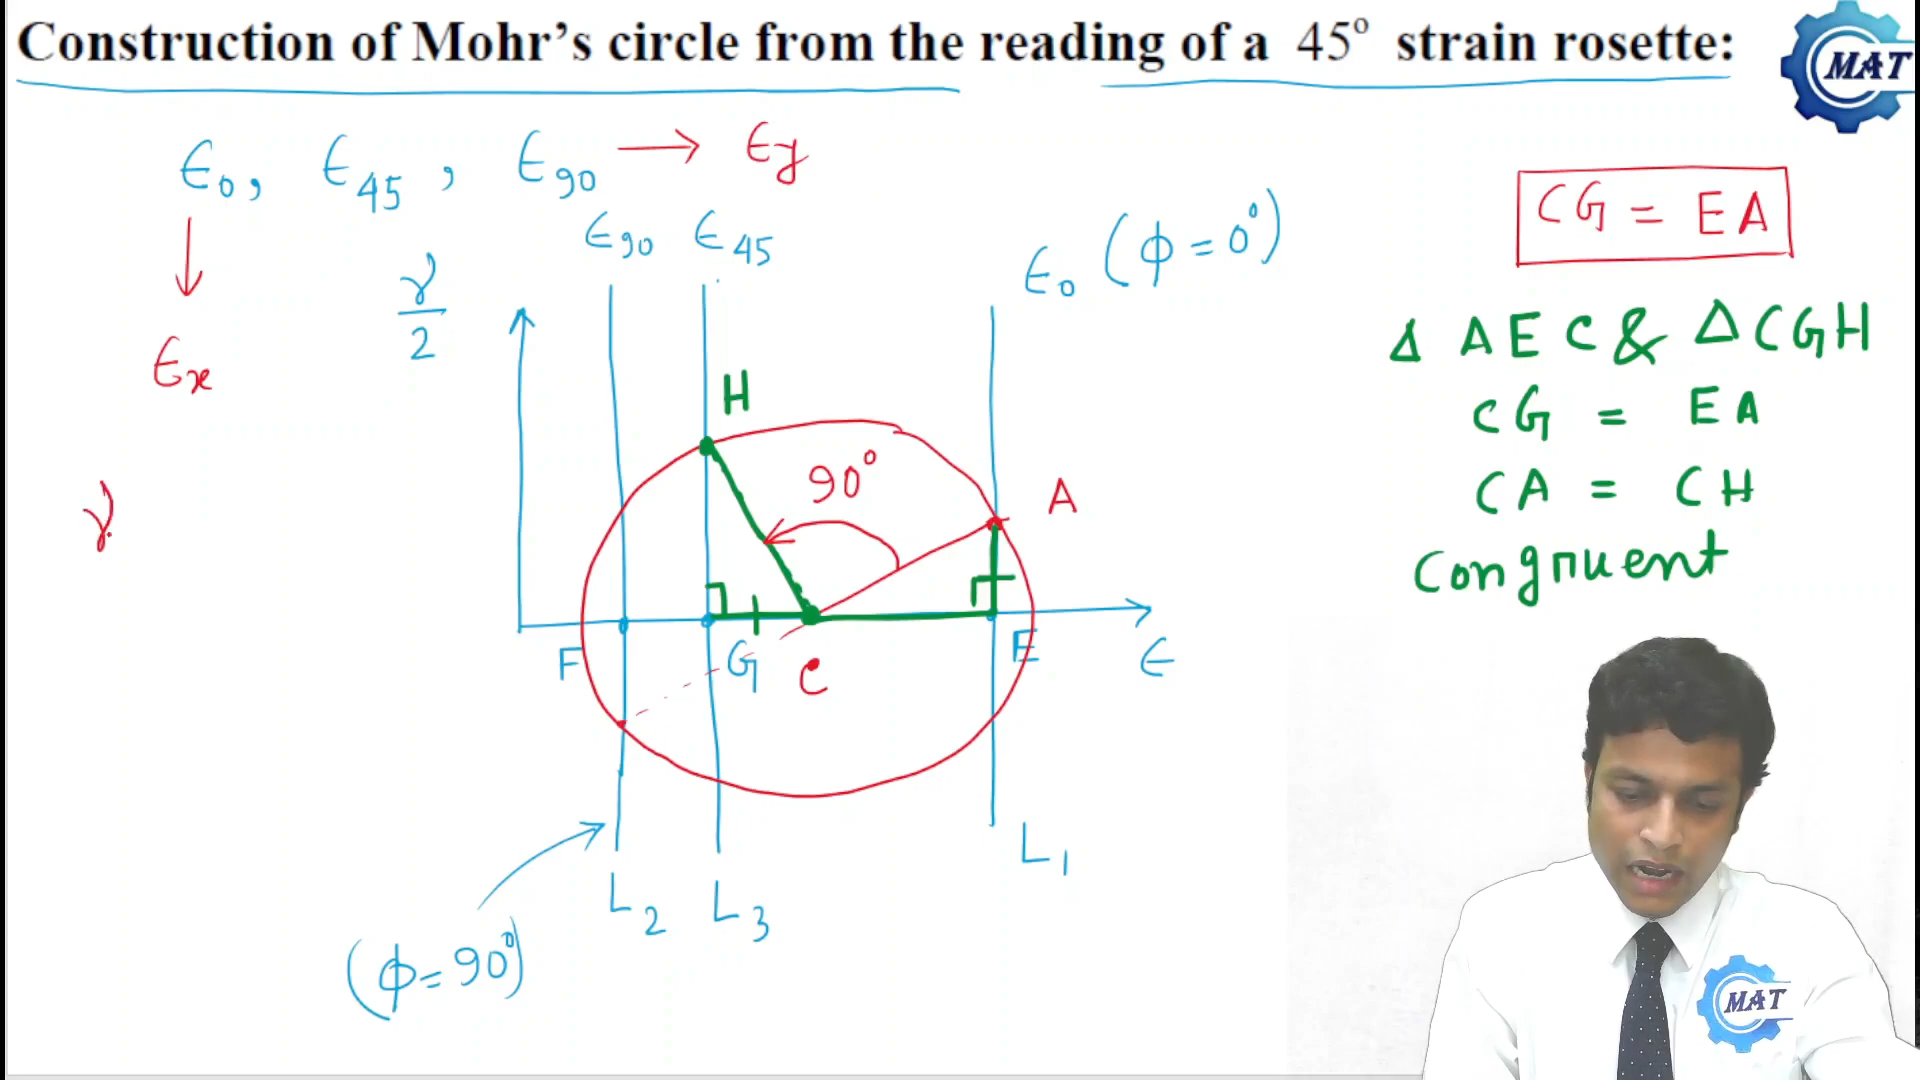 Construction of Mohr's circle from the reading of a 45° strain rosette:
MAT
ϵ0, ϵ45, ϵ90 → ϵy
ϵx
ϵ90 ϵ45
ϵ0 (ϕ = 0°)
γ/2
CG = EA
Δ AEC & Δ CGH
CG = EA
CA = CH
Congruent
H
90°
A
γ
F
G
C
E
ϵ
L1
L2
L3
(ϕ = 90°)
MAT